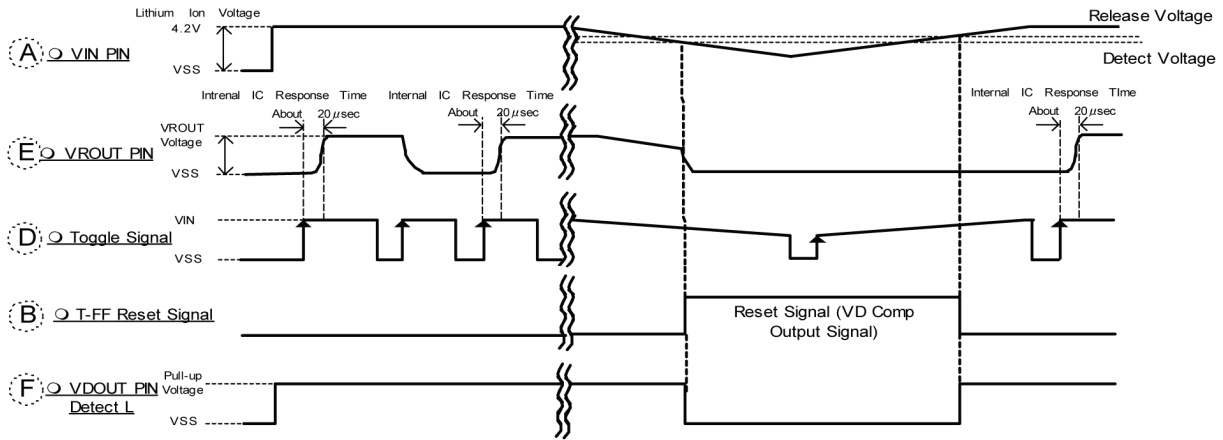 Lithium Ion Voltage
4.2V
Release Voltage
A ○ VIN PIN
Detect Voltage
VSS
Intrenal IC Response Time
Internal IC Response Time
Internal IC Response TIme
About 20μsec
About 20μsec
About 20μsec
VROUT
Voltage
E ○ VROUT PIN
VSS
VIN
D ○ Toggle Signal
VSS
B ○ T-FF Reset Signal
Reset Signal (VD Comp
Output Signal)
Pull-up
Voltage
F ○ VDOUT PIN
Detect L
VSS